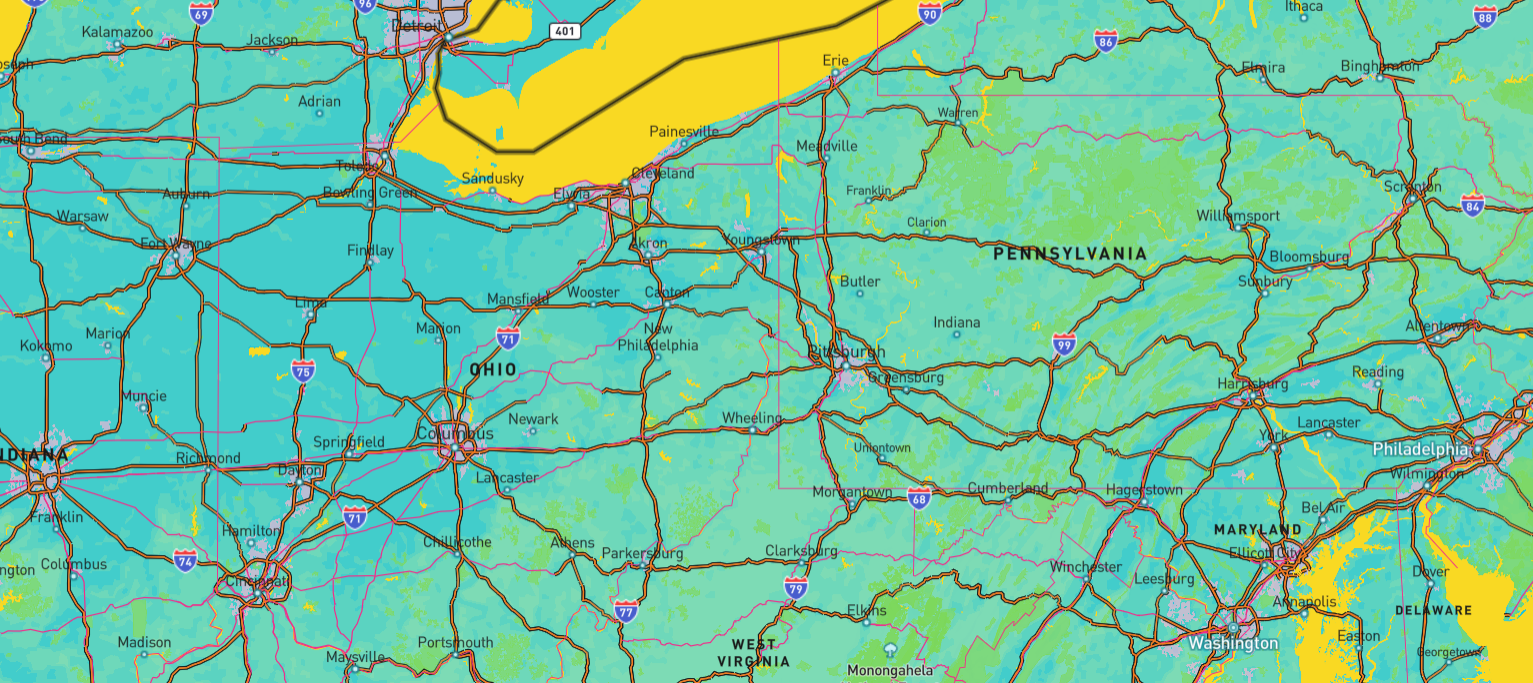 69
96
Detroit
401
90
Ithaca
88
Kalamazoo
Jackson
86
Erie
Elmira
Binghamton
oseph
Adrian
Warren
South Bend
Painesville
Meadville
Toledo
Sandusky
Cleveland
Auburn
Bowling Green
Elyria
Franklin
Scranton
84
Warsaw
Clarion
Williamsport
Fort Wayne
Findlay
Akron
Youngstown
PENNSYLVANIA
Bloomsburg
Butler
Sunbury
Lima
Mansfield
Wooster
Canton
Marion
Marion
71
New
Philadelphia
Indiana
Allentown
Kokomo
75
OHIO
Pittsburgh
99
Greensburg
Harrisburg
Reading
Muncie
Newark
Wheeling
Columbus
Springfield
Uniontown
York
Lancaster
Philadelphia
NDIANA
Richmond
Dayton
Lancaster
Morgantown
68
Cumberland
Hagerstown
Wilmington
Franklin
71
Hamilton
Bel Air
MARYLAND
Chillicothe
Athens
Parkersburg
Clarksburg
Ellicott City
74
ngton
Columbus
Cincinnati
79
Winchester
Leesburg
Dover
77
Elkins
Annapolis
DELAWARE
Madison
Portsmouth
WEST
VIRGINIA
Washington
Easton
Maysville
Monongahela
Georgetown